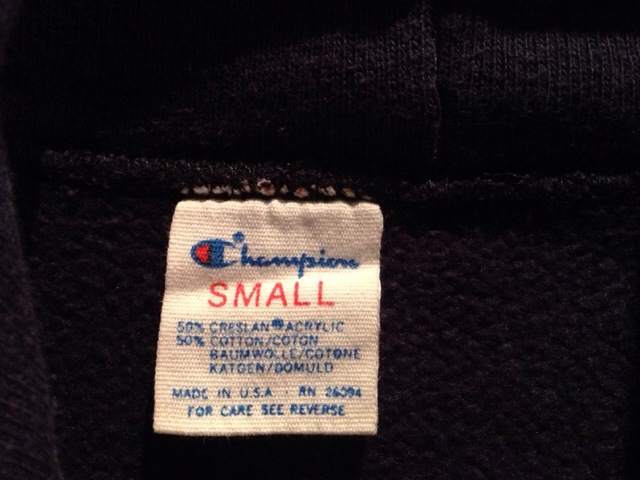 Champion®
SMALL
50% CRESLAN® ACRYLIC
50% COTTON/COTON
BAUMWOLLE/COTONE
KATOEN/BOMULD
MADE IN U.S.A. · RN 26094
FOR CARE SEE REVERSE